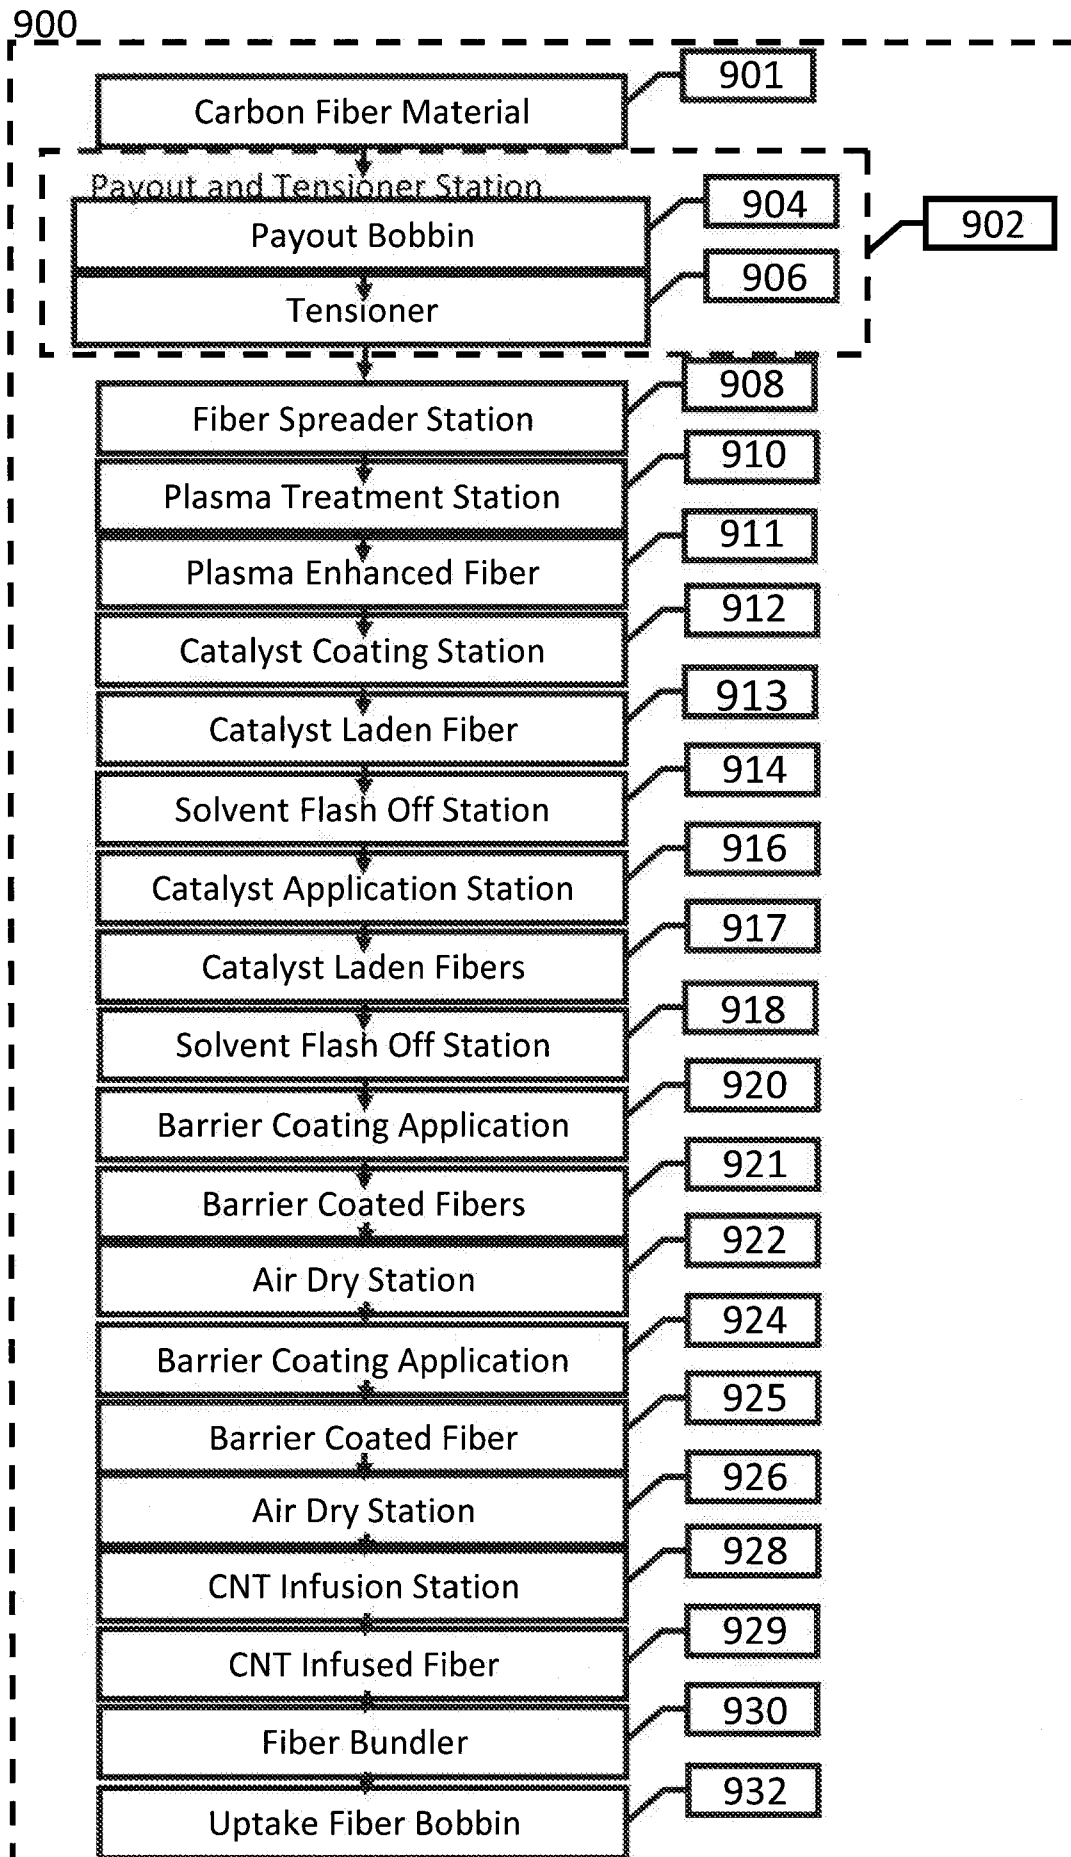 900
Carbon Fiber Material
901
Payout and Tensioner Station
902
Payout Bobbin
904
Tensioner
906
Fiber Spreader Station
908
Plasma Treatment Station
910
Plasma Enhanced Fiber
911
Catalyst Coating Station
912
Catalyst Laden Fiber
913
Solvent Flash Off Station
914
Catalyst Application Station
916
Catalyst Laden Fibers
917
Solvent Flash Off Station
918
Barrier Coating Application
920
Barrier Coated Fibers
921
Air Dry Station
922
Barrier Coating Application
924
Barrier Coated Fiber
925
Air Dry Station
926
CNT Infusion Station
928
CNT Infused Fiber
929
Fiber Bundler
930
Uptake Fiber Bobbin
932